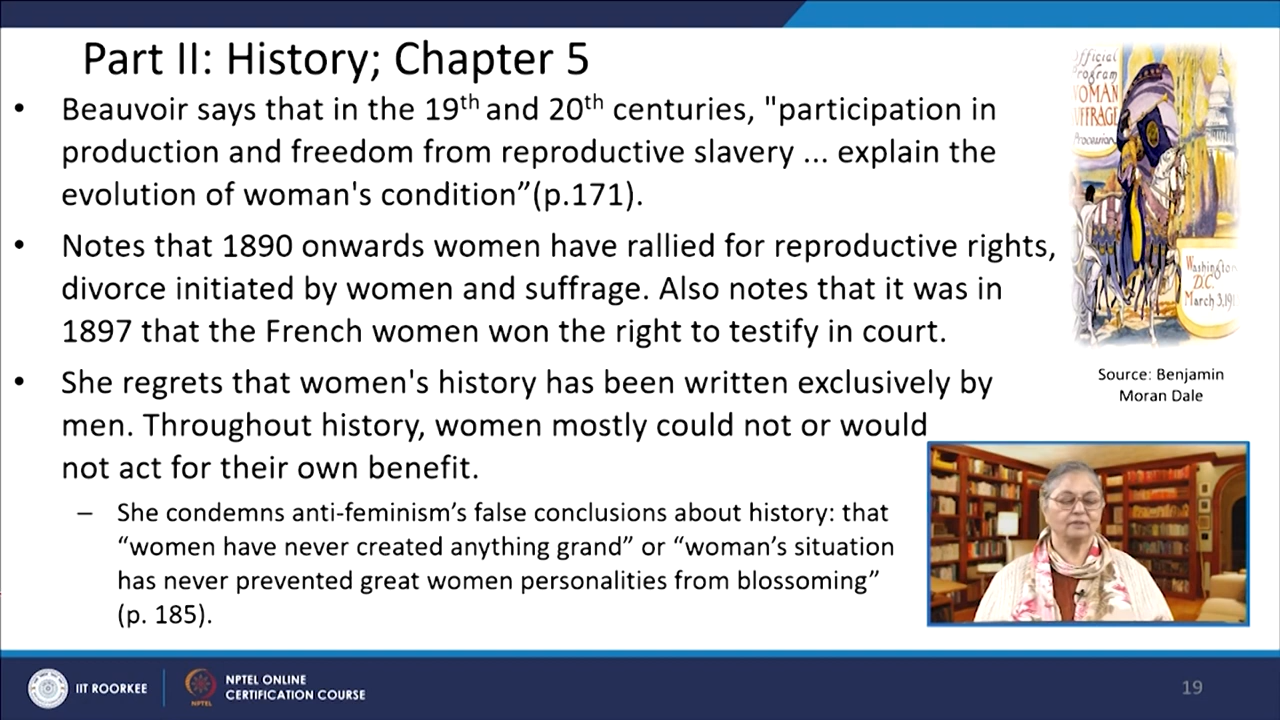 Part II: History; Chapter 5
• Beauvoir says that in the 19th and 20th centuries, "participation in
production and freedom from reproductive slavery ... explain the
evolution of woman's condition”(p.171).
• Notes that 1890 onwards women have rallied for reproductive rights,
divorce initiated by women and suffrage. Also notes that it was in
1897 that the French women won the right to testify in court.
• She regrets that women's history has been written exclusively by
men. Throughout history, women mostly could not or would
not act for their own benefit.
– She condemns anti-feminism’s false conclusions about history: that
“women have never created anything grand” or “woman’s situation
has never prevented great women personalities from blossoming”
(p. 185).
Official
Program
WOMAN
SUFFRAGE
Procession
Washington
D.C.
March 3,191
Source: Benjamin
Moran Dale
IIT ROORKEE
NPTEL
NPTEL ONLINE
CERTIFICATION COURSE
19